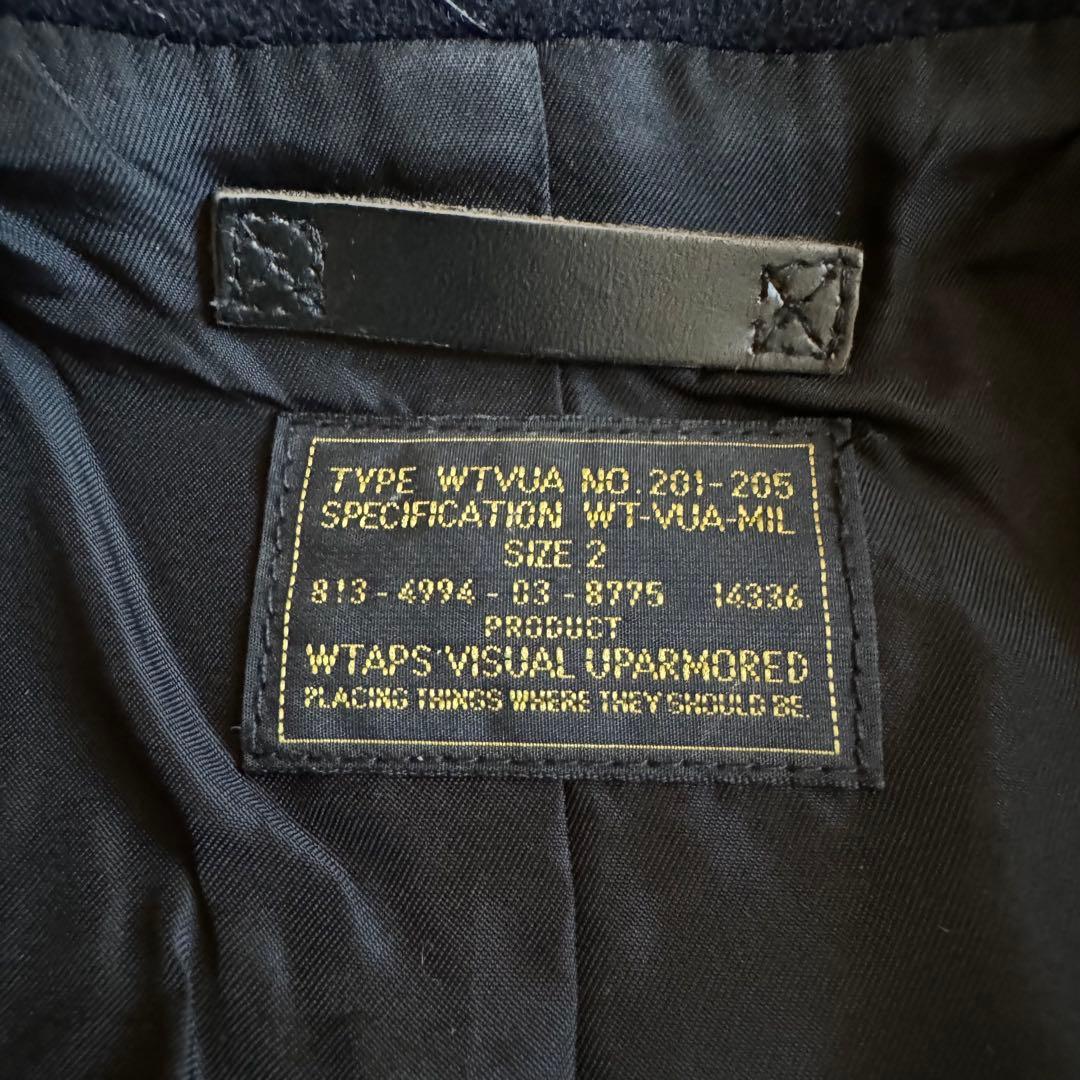 TYPE WTVUA NO. 201-205
SPECIFICATION WT-VUA-MIL
SIZE 2
813-4994-03-8775 14336
PRODUCT
WTAPS VISUAL UPARMORED
PLACING THINGS WHERE THEY SHOULD BE.